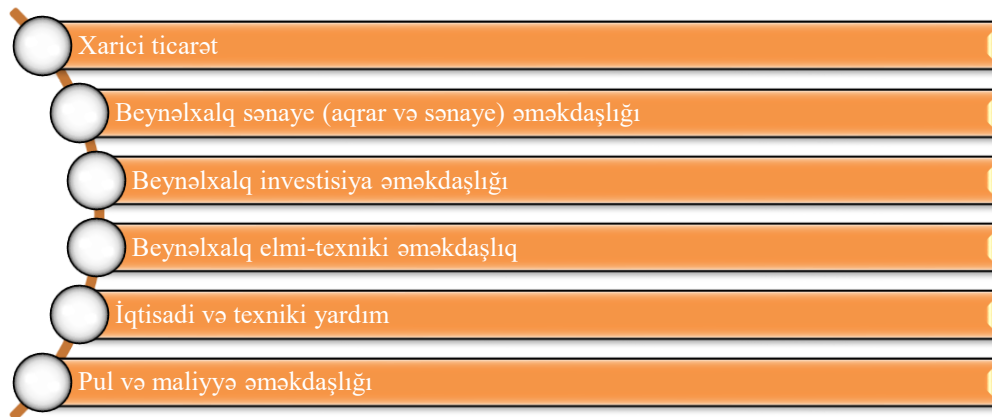 Xarici ticarət
Beynəlxalq sənaye (aqrar və sənaye) əməkdaşlığı
Beynəlxalq investisiya əməkdaşlığı
Beynəlxalq elmi-texniki əməkdaşlıq
İqtisadi və texniki yardım
Pul və maliyyə əməkdaşlığı